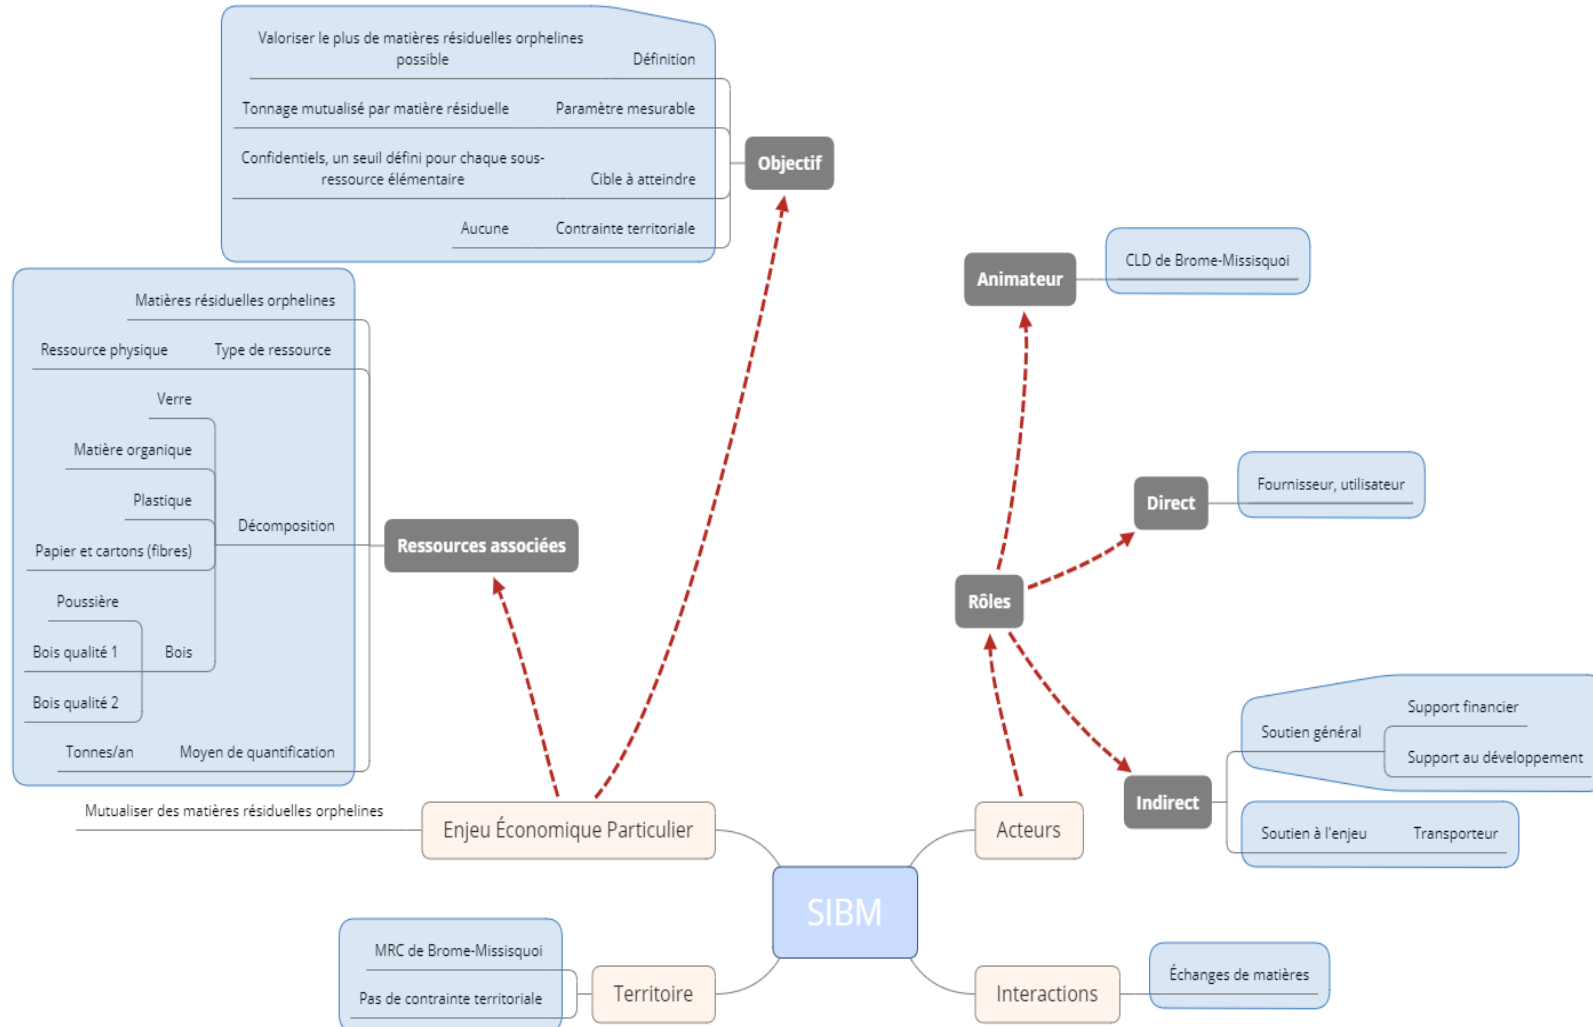 Valoriser le plus de matières résiduelles orphelines
possible
Définition
Tonnage mutualisé par matière résiduelle
Paramètre mesurable
Confidentiels, un seuil défini pour chaque sous-
ressource élémentaire
Cible à atteindre
Aucune
Contrainte territoriale
Objectif
Matières résiduelles orphelines
Ressource physique
Type de ressource
Verre
Matière organique
Plastique
Papier et cartons (fibres)
Décomposition
Poussière
Bois qualité 1
Bois qualité 2
Bois
Tonnes/an
Moyen de quantification
Ressources associées
Mutualiser des matières résiduelles orphelines
Enjeu Économique Particulier
MRC de Brome-Missisquoi
Pas de contrainte territoriale
Territoire
SIBM
Animateur
CLD de Brome-Missisquoi
Direct
Fournisseur, utilisateur
Rôles
Indirect
Soutien général
Support financier
Support au développement
Soutien à l'enjeu
Transporteur
Acteurs
Interactions
Échanges de matières